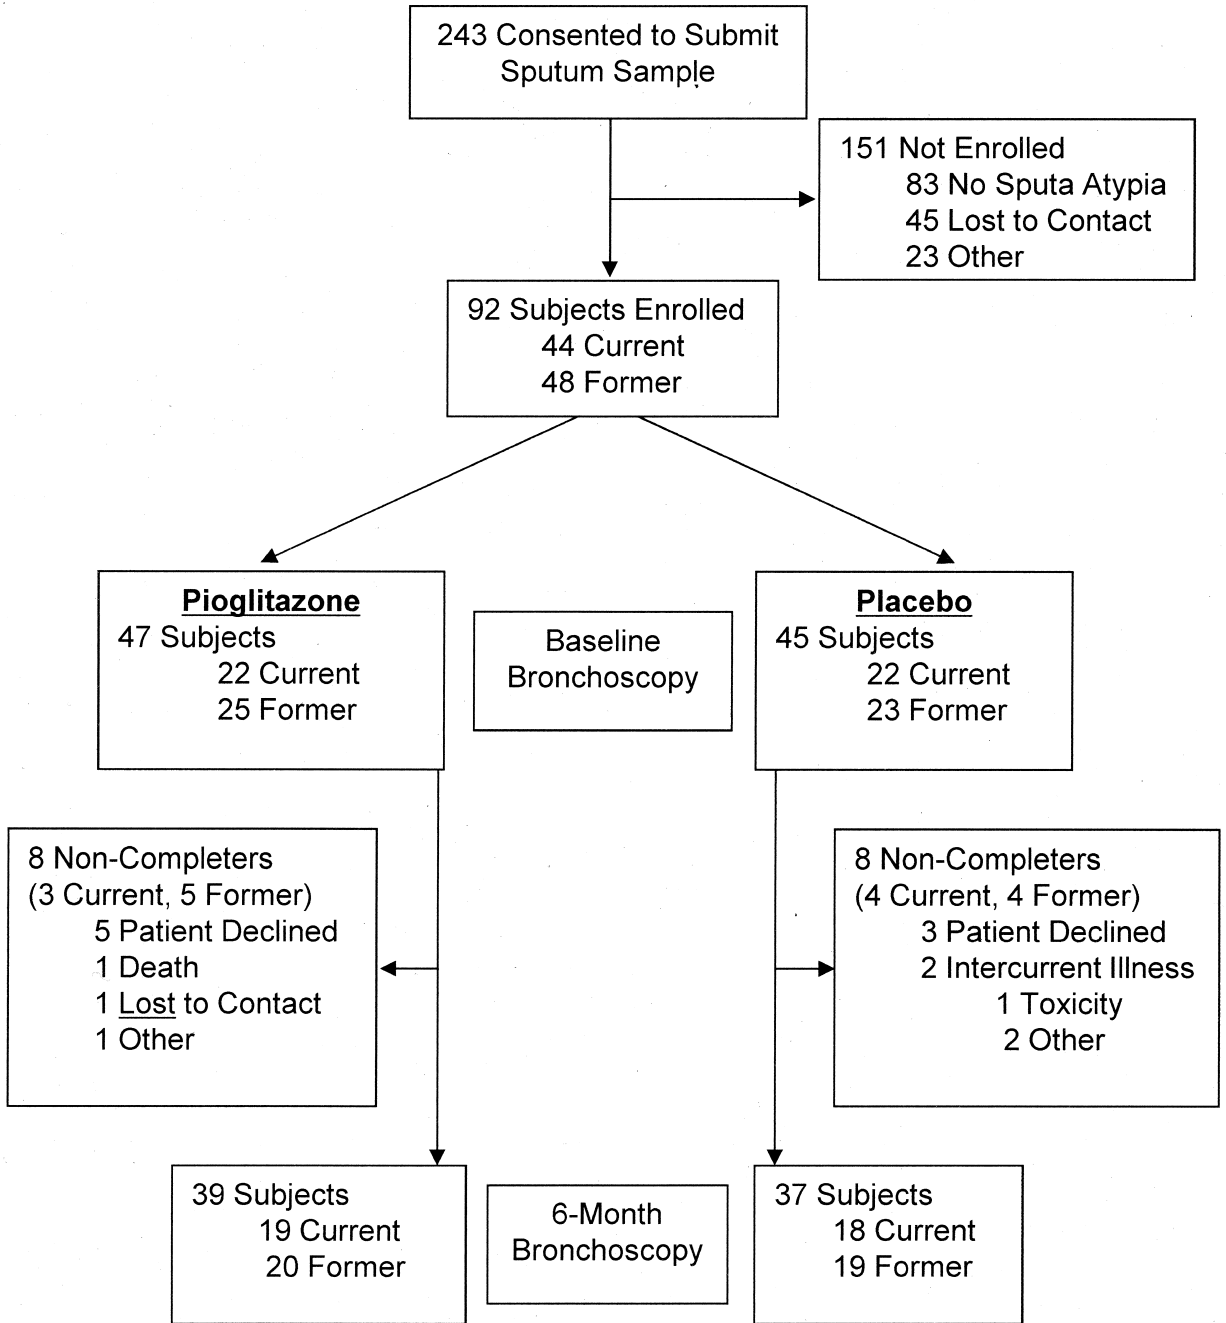 243 Consented to Submit
Sputum Sample
151 Not Enrolled
83 No Sputa Atypia
45 Lost to Contact
23 Other
92 Subjects Enrolled
44 Current
48 Former
Pioglitazone
47 Subjects
22 Current
25 Former
Baseline
Bronchoscopy
Placebo
45 Subjects
22 Current
23 Former
8 Non-Completers
(3 Current, 5 Former)
5 Patient Declined
1 Death
1 Lost to Contact
1 Other
8 Non-Completers
(4 Current, 4 Former)
3 Patient Declined
2 Intercurrent Illness
1 Toxicity
2 Other
39 Subjects
19 Current
20 Former
6-Month
Bronchoscopy
37 Subjects
18 Current
19 Former